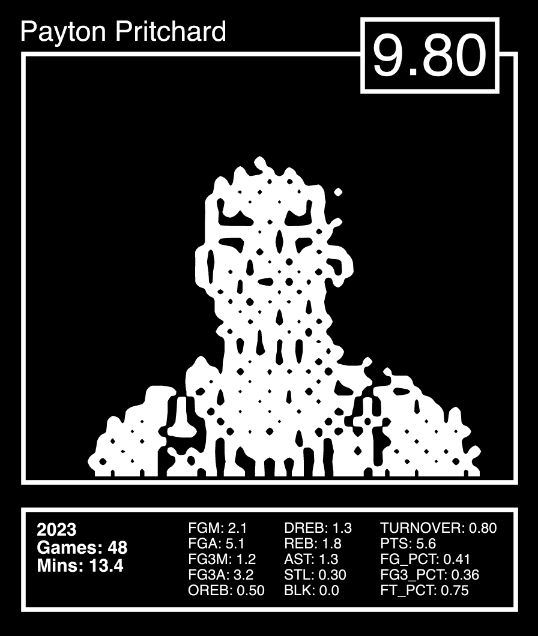 Payton Pritchard
9.80
2023
Games: 48
Mins: 13.4
FGM: 2.1
FGA: 5.1
FG3M: 1.2
FG3A: 3.2
OREB: 0.50
DREB: 1.3
REB: 1.8
AST: 1.3
STL: 0.30
BLK: 0.0
TURNOVER: 0.80
PTS: 5.6
FG_PCT: 0.41
FG3_PCT: 0.36
FT_PCT: 0.75